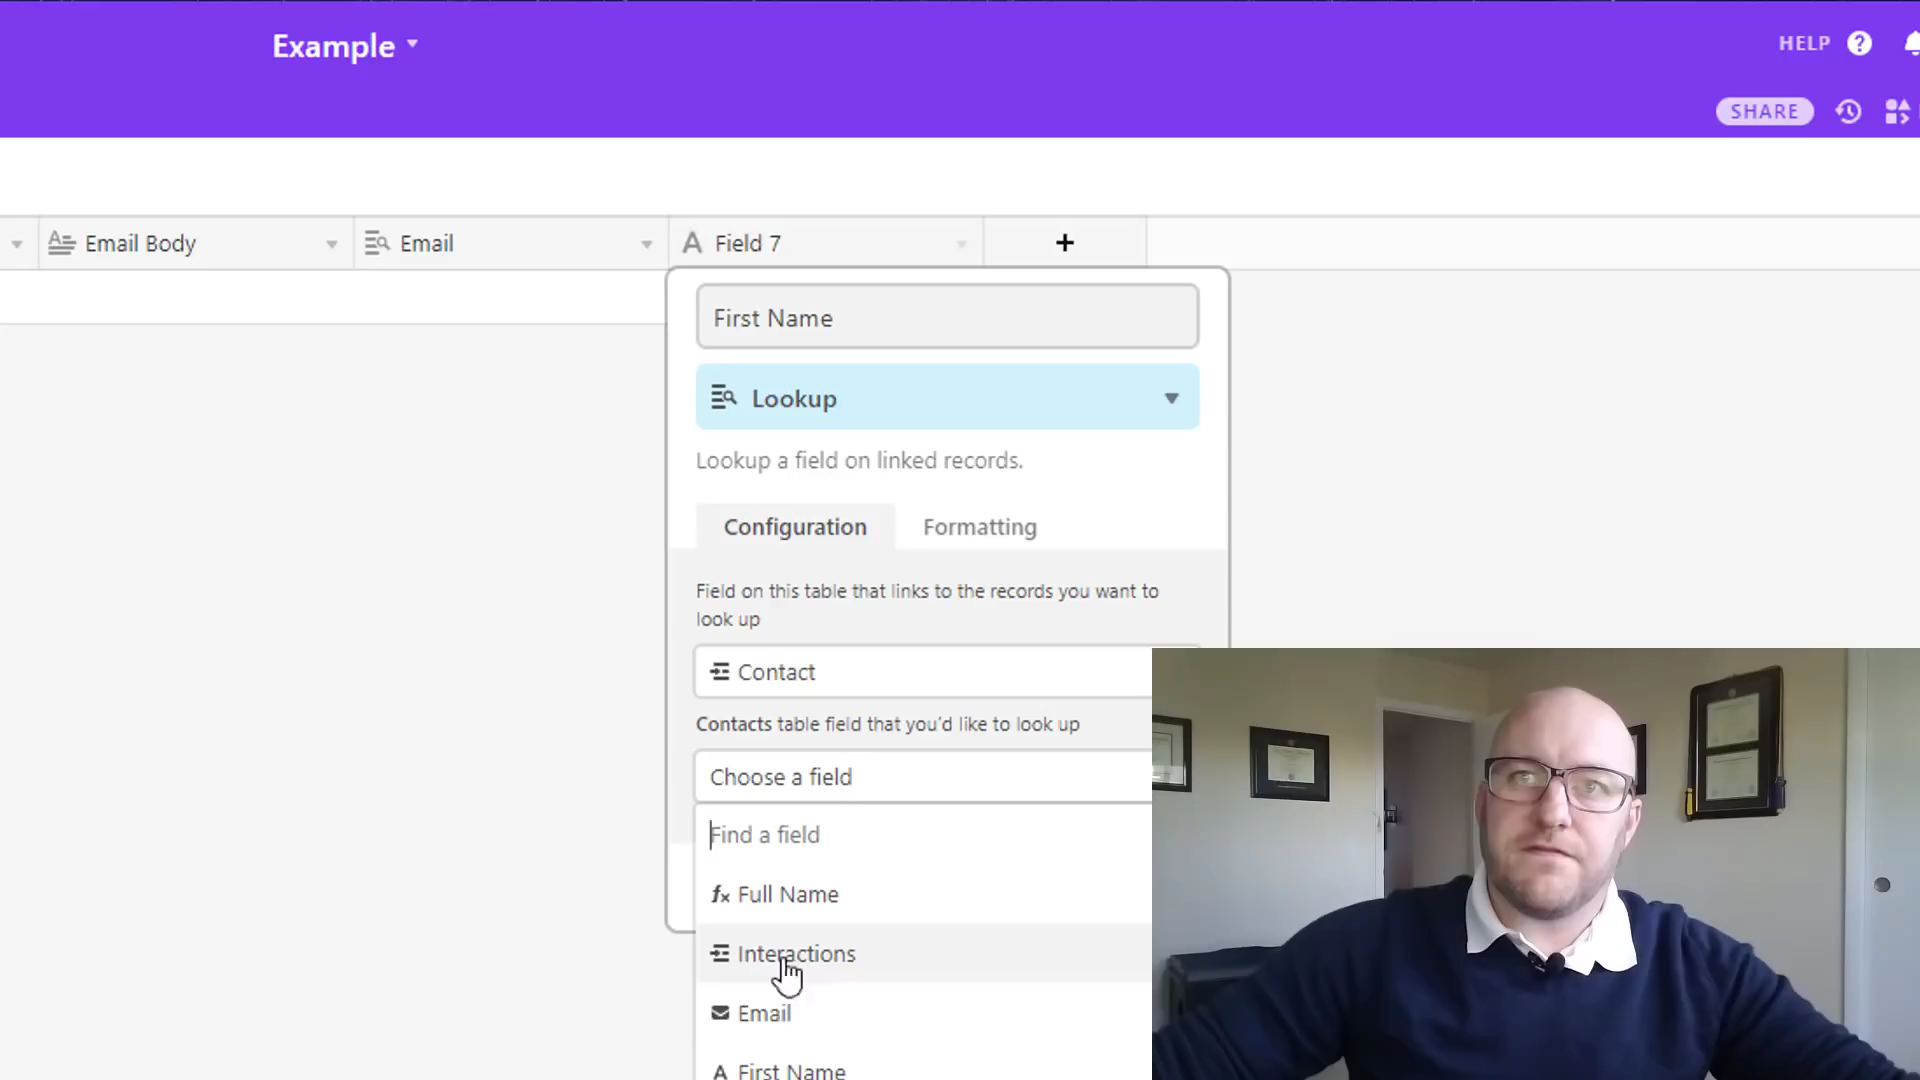 Example
HELP
SHARE
Email Body
Email
Field 7
First Name
Lookup
Lookup a field on linked records.
Configuration
Formatting
Field on this table that links to the records you want to
look up
Contact
Contacts table field that you'd like to look up
Choose a field
Find a field
Full Name
Interactions
Email
First Name